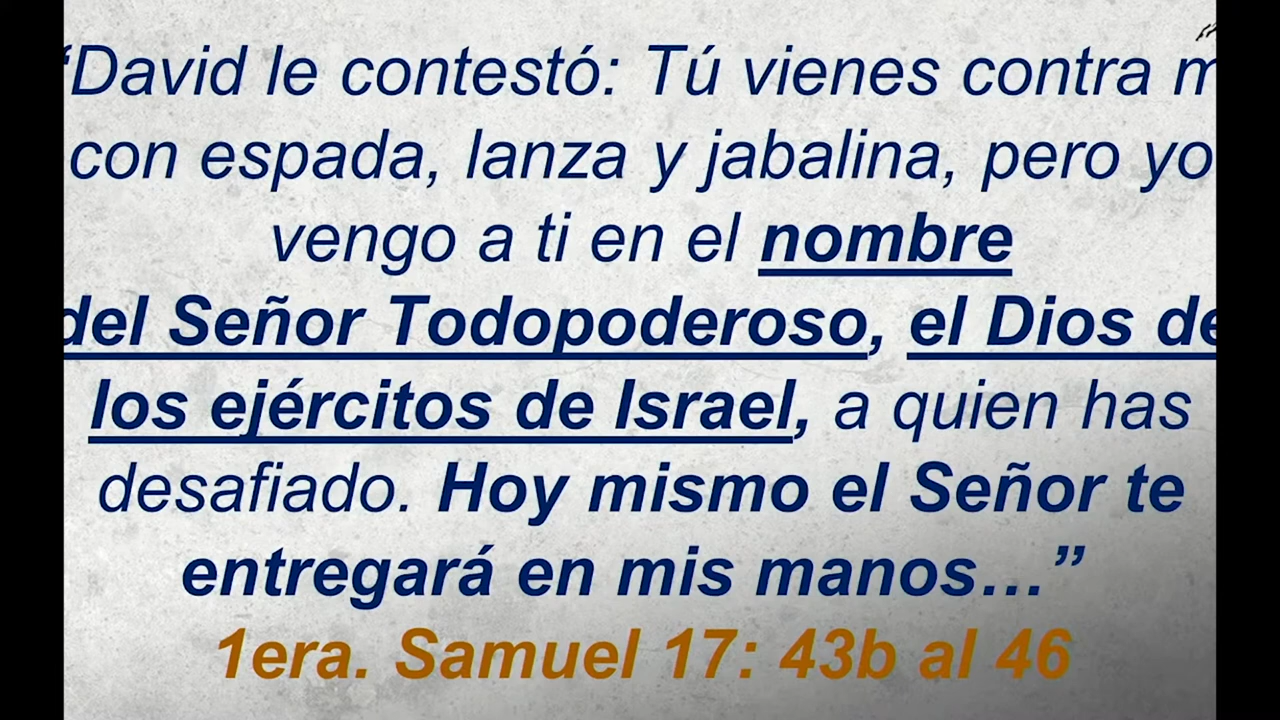 “David le contestó: Tú vienes contra m
con espada, lanza y jabalina, pero yo
vengo a ti en el nombre
del Señor Todopoderoso, el Dios de
los ejércitos de Israel, a quien has
desafiado. Hoy mismo el Señor te
entregará en mis manos…”
1era. Samuel 17: 43b al 46